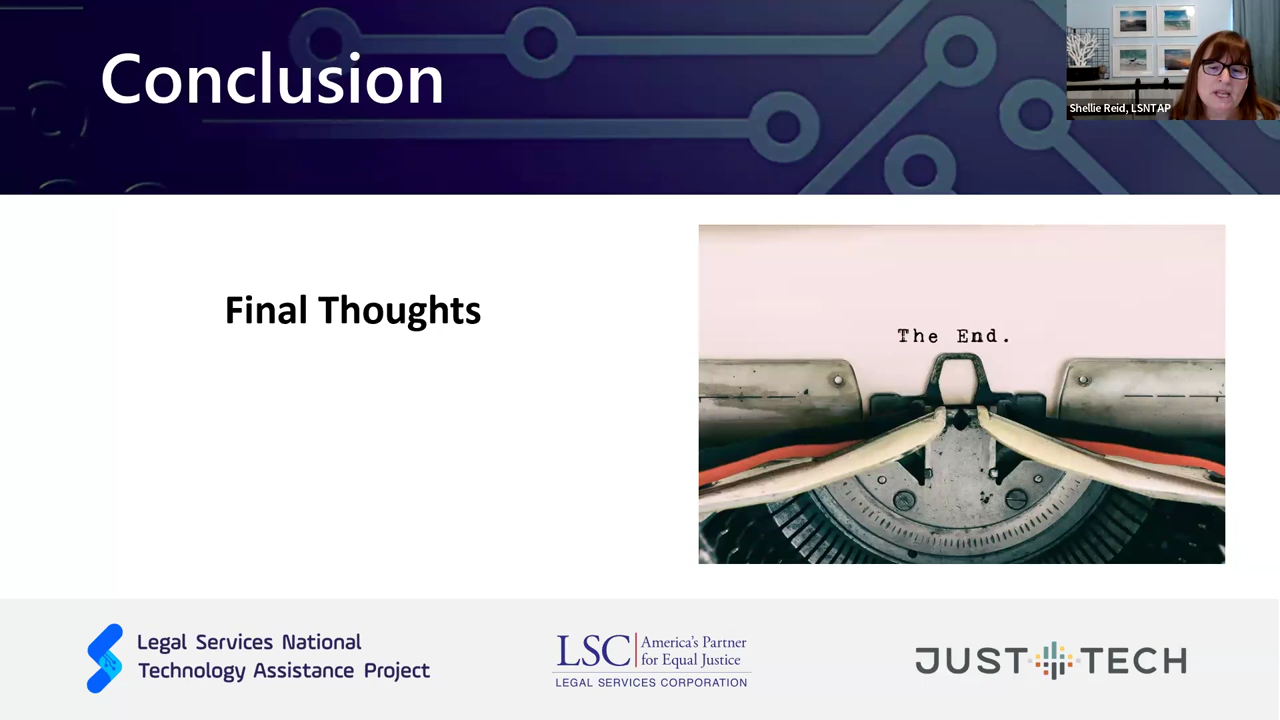 Conclusion
Shellie Reid, LSNTAP
Final Thoughts
The End.
Legal Services National
Technology Assistance Project
LSC America's Partner
for Equal Justice
LEGAL SERVICES CORPORATION
JUST TECH